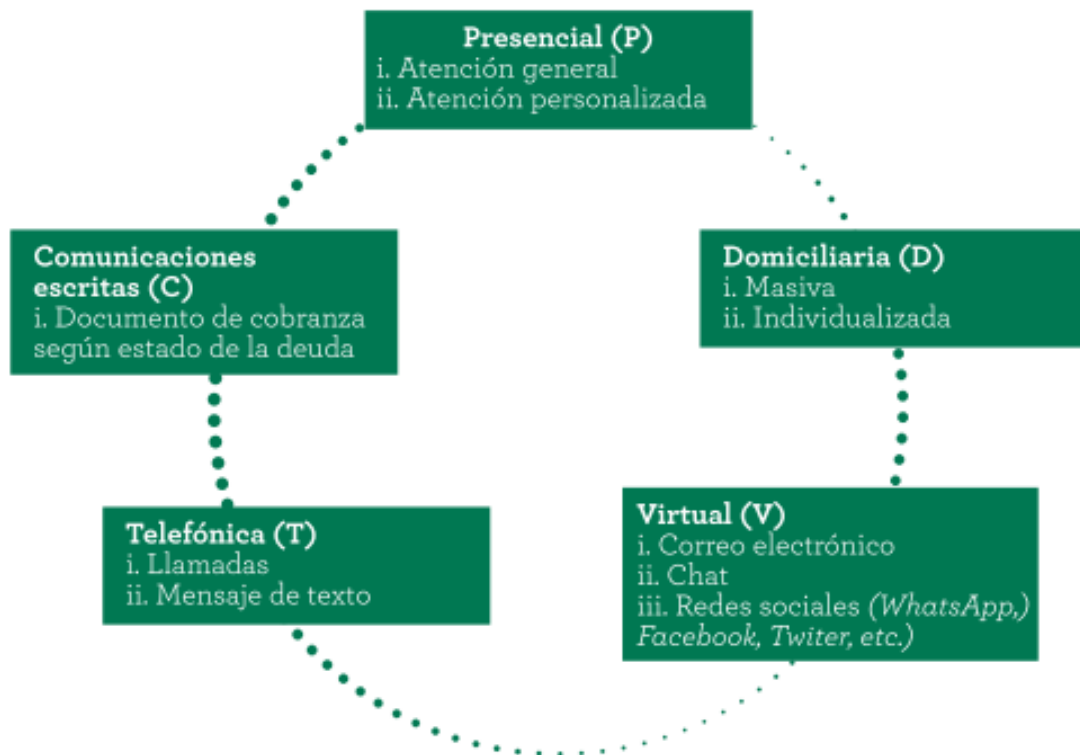 Presencial (P)
i. Atención general
ii. Atención personalizada
Comunicaciones
escritas (C)
i. Documento de cobranza
según estado de la deuda
Domiciliaria (D)
i. Masiva
ii. Individualizada
Telefónica (T)
i. Llamadas
ii. Mensaje de texto
Virtual (V)
i. Correo electrónico
ii. Chat
iii. Redes sociales (WhatsApp,)
Facebook, Twiter, etc.)